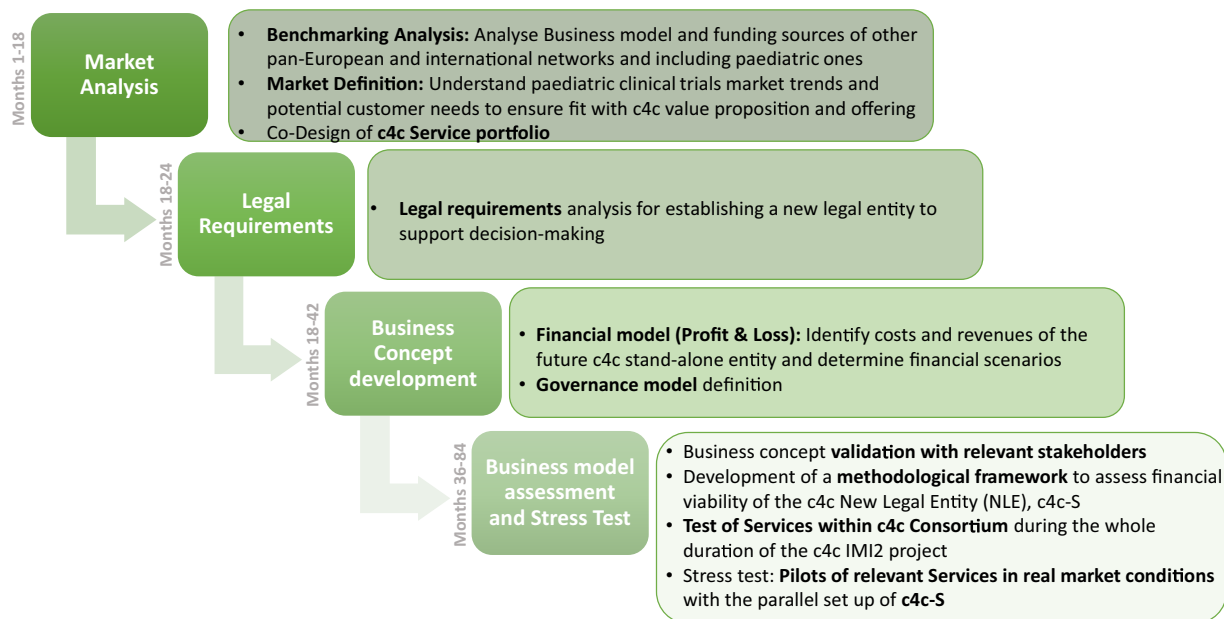 Months 1-18
Market
Analysis
• Benchmarking Analysis: Analyse Business model and funding sources of other
pan-European and international networks and including paediatric ones
• Market Definition: Understand paediatric clinical trials market trends and
potential customer needs to ensure fit with c4c value proposition and offering
• Co-Design of c4c Service portfolio
Months 18-24
Legal
Requirements
• Legal requirements analysis for establishing a new legal entity to
support decision-making
Months 18-42
Business
Concept
development
• Financial model (Profit & Loss): Identify costs and revenues of the
future c4c stand-alone entity and determine financial scenarios
• Governance model definition
Months 36-84
Business model
assessment
and Stress Test
• Business concept validation with relevant stakeholders
• Development of a methodological framework to assess financial
viability of the c4c New Legal Entity (NLE), c4c-S
• Test of Services within c4c Consortium during the whole
duration of the c4c IMI2 project
• Stress test: Pilots of relevant Services in real market conditions
with the parallel set up of c4c-S